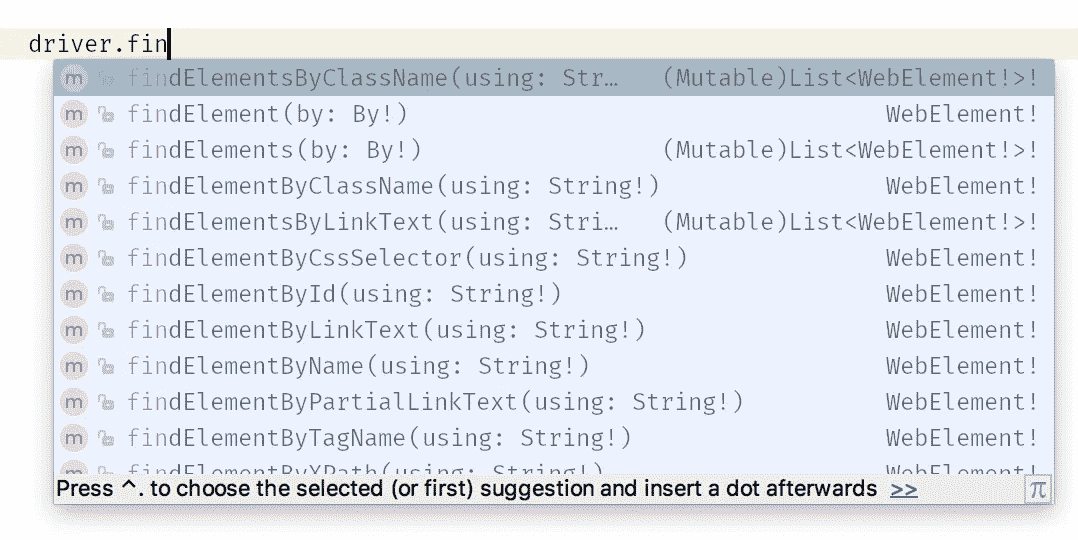 driver.fin
m findElementsByClassName(using: Str… (Mutable)List<WebElement!>!
m findElement(by: By!) WebElement!
m findElements(by: By!) (Mutable)List<WebElement!>!
m findElementByClassName(using: String!) WebElement!
m findElementsByLinkText(using: Stri… (Mutable)List<WebElement!>!
m findElementByCssSelector(using: String!) WebElement!
m findElementById(using: String!) WebElement!
m findElementByLinkText(using: String!) WebElement!
m findElementByName(using: String!) WebElement!
m findElementByPartialLinkText(using: String!) WebElement!
m findElementByTagName(using: String!) WebElement!
m findElementByXPath(using: String!) WebElement!
Press ^. to choose the selected (or first) suggestion and insert a dot afterwards >> π